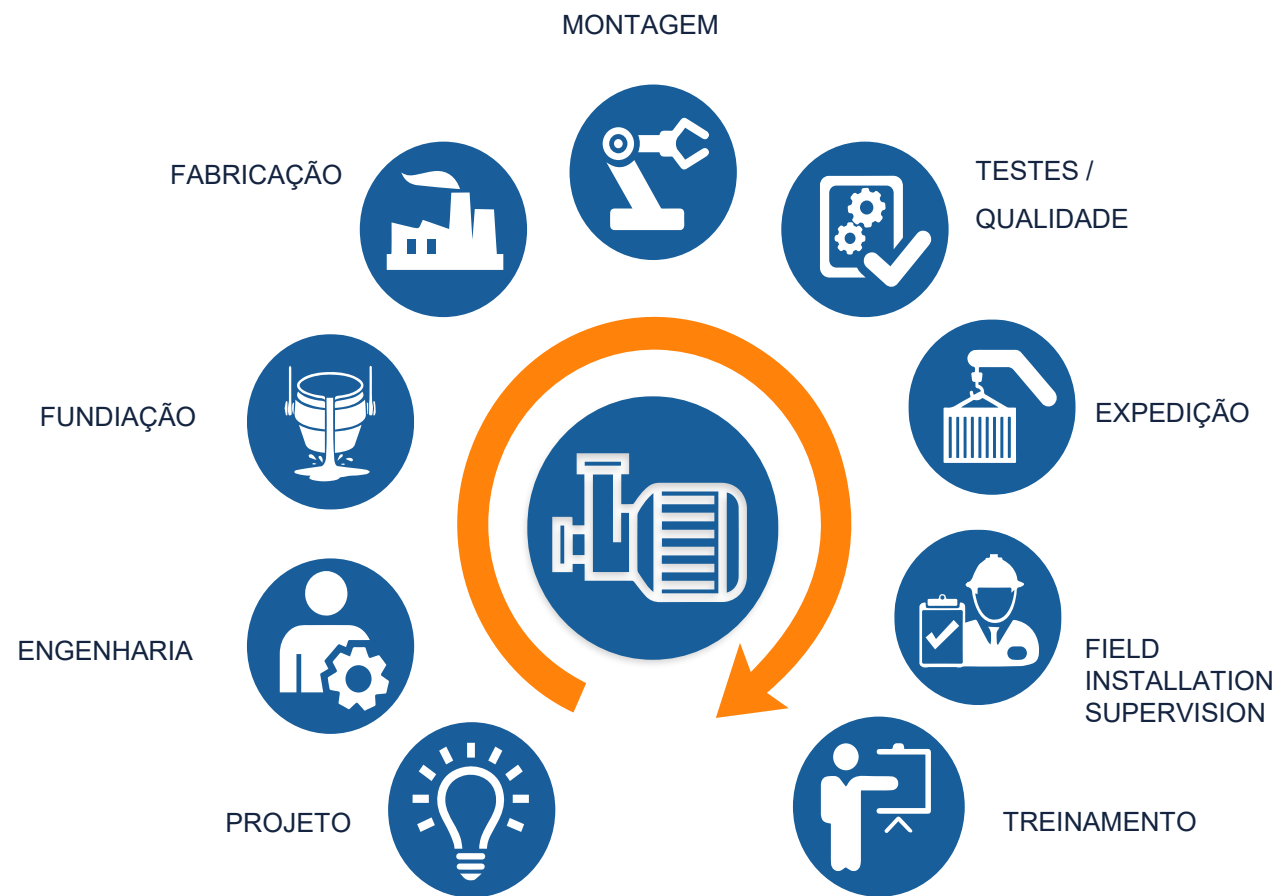 MONTAGEM
FABRICAÇÃO
TESTES /
QUALIDADE
FUNDIAÇÃO
EXPEDIÇÃO
ENGENHARIA
FIELD
INSTALLATION
SUPERVISION
PROJETO
TREINAMENTO